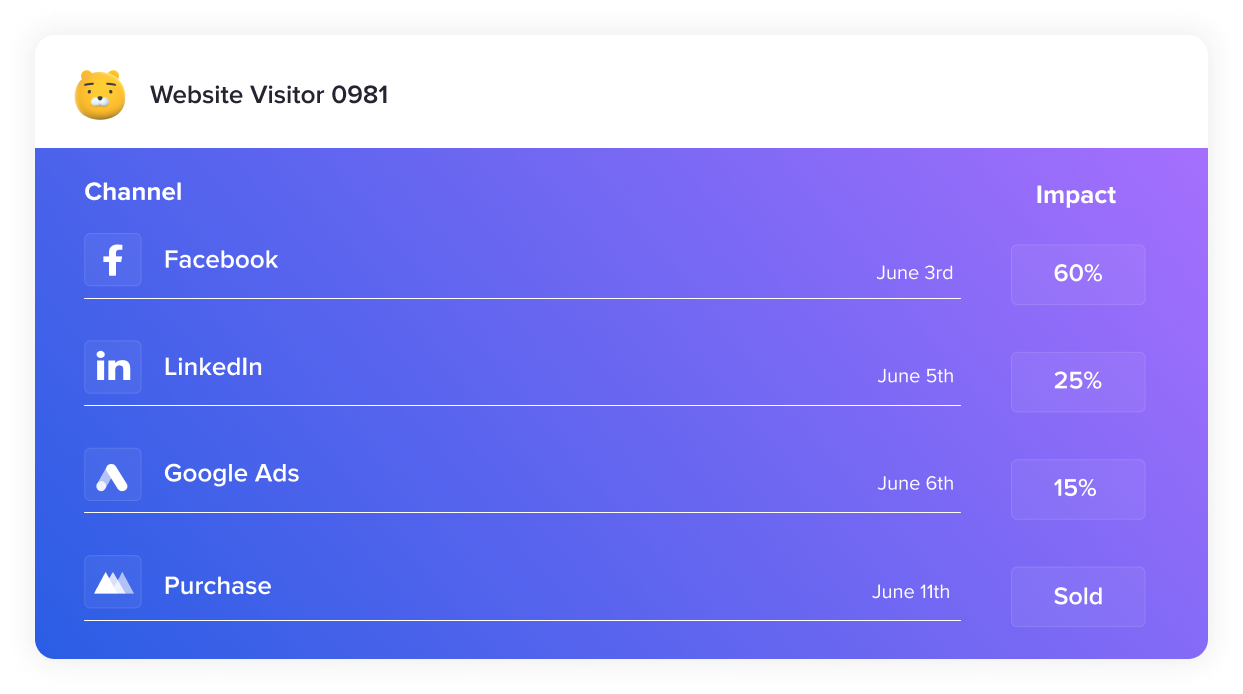 Website Visitor 0981
Channel
Impact
Facebook
June 3rd
60%
LinkedIn
June 5th
25%
Google Ads
June 6th
15%
Purchase
June 11th
Sold